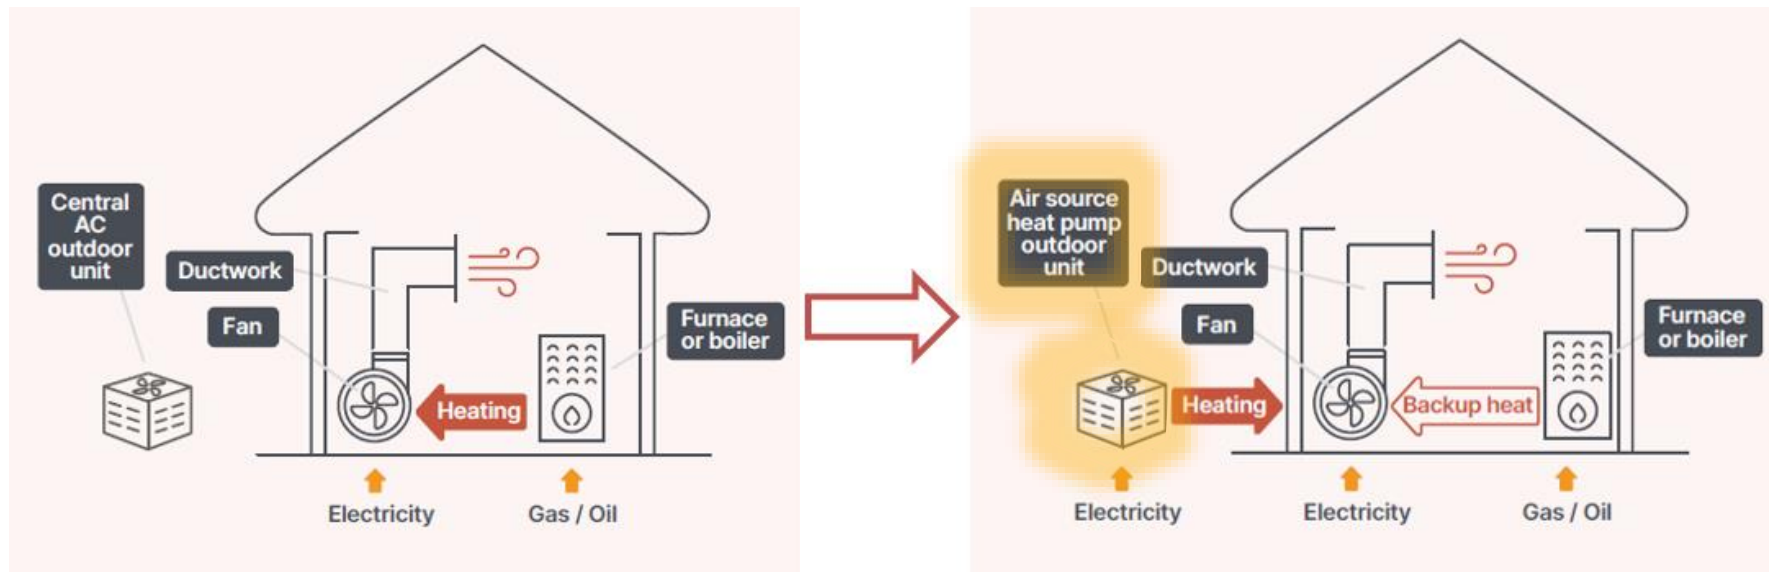 Central
AC
outdoor
unit
Ductwork
Fan
Furnace
or boiler
Heating
Electricity
Gas / Oil
Air source
heat pump
outdoor
unit
Ductwork
Fan
Furnace
or boiler
Heating
Backup heat
Electricity
Electricity
Gas / Oil